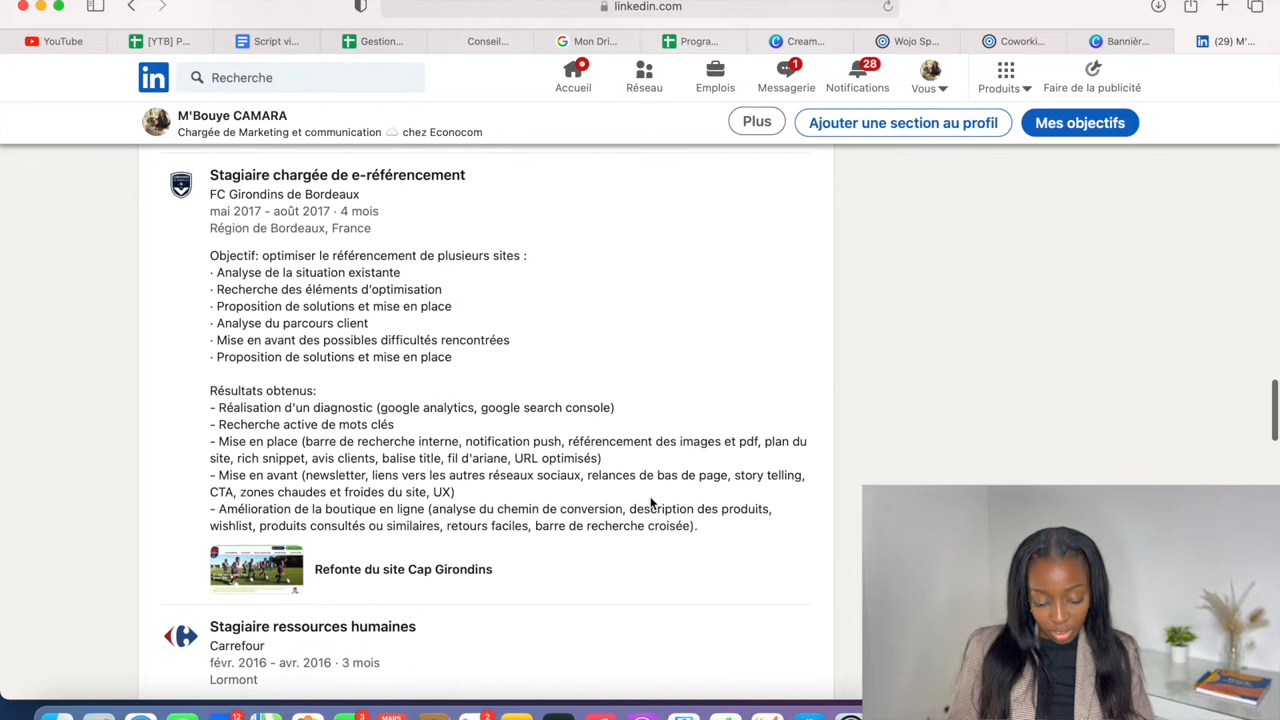 linkedin.com
YouTube
[YTB] P...
Script vi...
Gestion...
Conseil...
Mon Dri...
Progra...
Cream...
Wojo Sp...
Coworki...
Bannièr...
(29) M'...
in
Recherche
Accueil
Réseau
Emplois
1
Messagerie
28
Notifications
Vous
Produits
Faire de la publicité
M'Bouye CAMARA
Chargée de Marketing et communication ☁️ chez Econocom
Plus
Ajouter une section au profil
Mes objectifs
Stagiaire chargée de e-référencement
FC Girondins de Bordeaux
mai 2017 - août 2017 · 4 mois
Région de Bordeaux, France
Objectif: optimiser le référencement de plusieurs sites :
· Analyse de la situation existante
· Recherche des éléments d'optimisation
· Proposition de solutions et mise en place
· Analyse du parcours client
· Mise en avant des possibles difficultés rencontrées
· Proposition de solutions et mise en place
Résultats obtenus:
- Réalisation d'un diagnostic (google analytics, google search console)
- Recherche active de mots clés
- Mise en place (barre de recherche interne, notification push, référencement des images et pdf, plan du
site, rich snippet, avis clients, balise title, fil d'ariane, URL optimisés)
- Mise en avant (newsletter, liens vers les autres réseaux sociaux, relances de bas de page, story telling,
CTA, zones chaudes et froides du site, UX)
- Amélioration de la boutique en ligne (analyse du chemin de conversion, description des produits,
wishlist, produits consultés ou similaires, retours faciles, barre de recherche croisée).
Refonte du site Cap Girondins
Stagiaire ressources humaines
Carrefour
févr. 2016 - avr. 2016 · 3 mois
Lormont
12
3
MARS
2